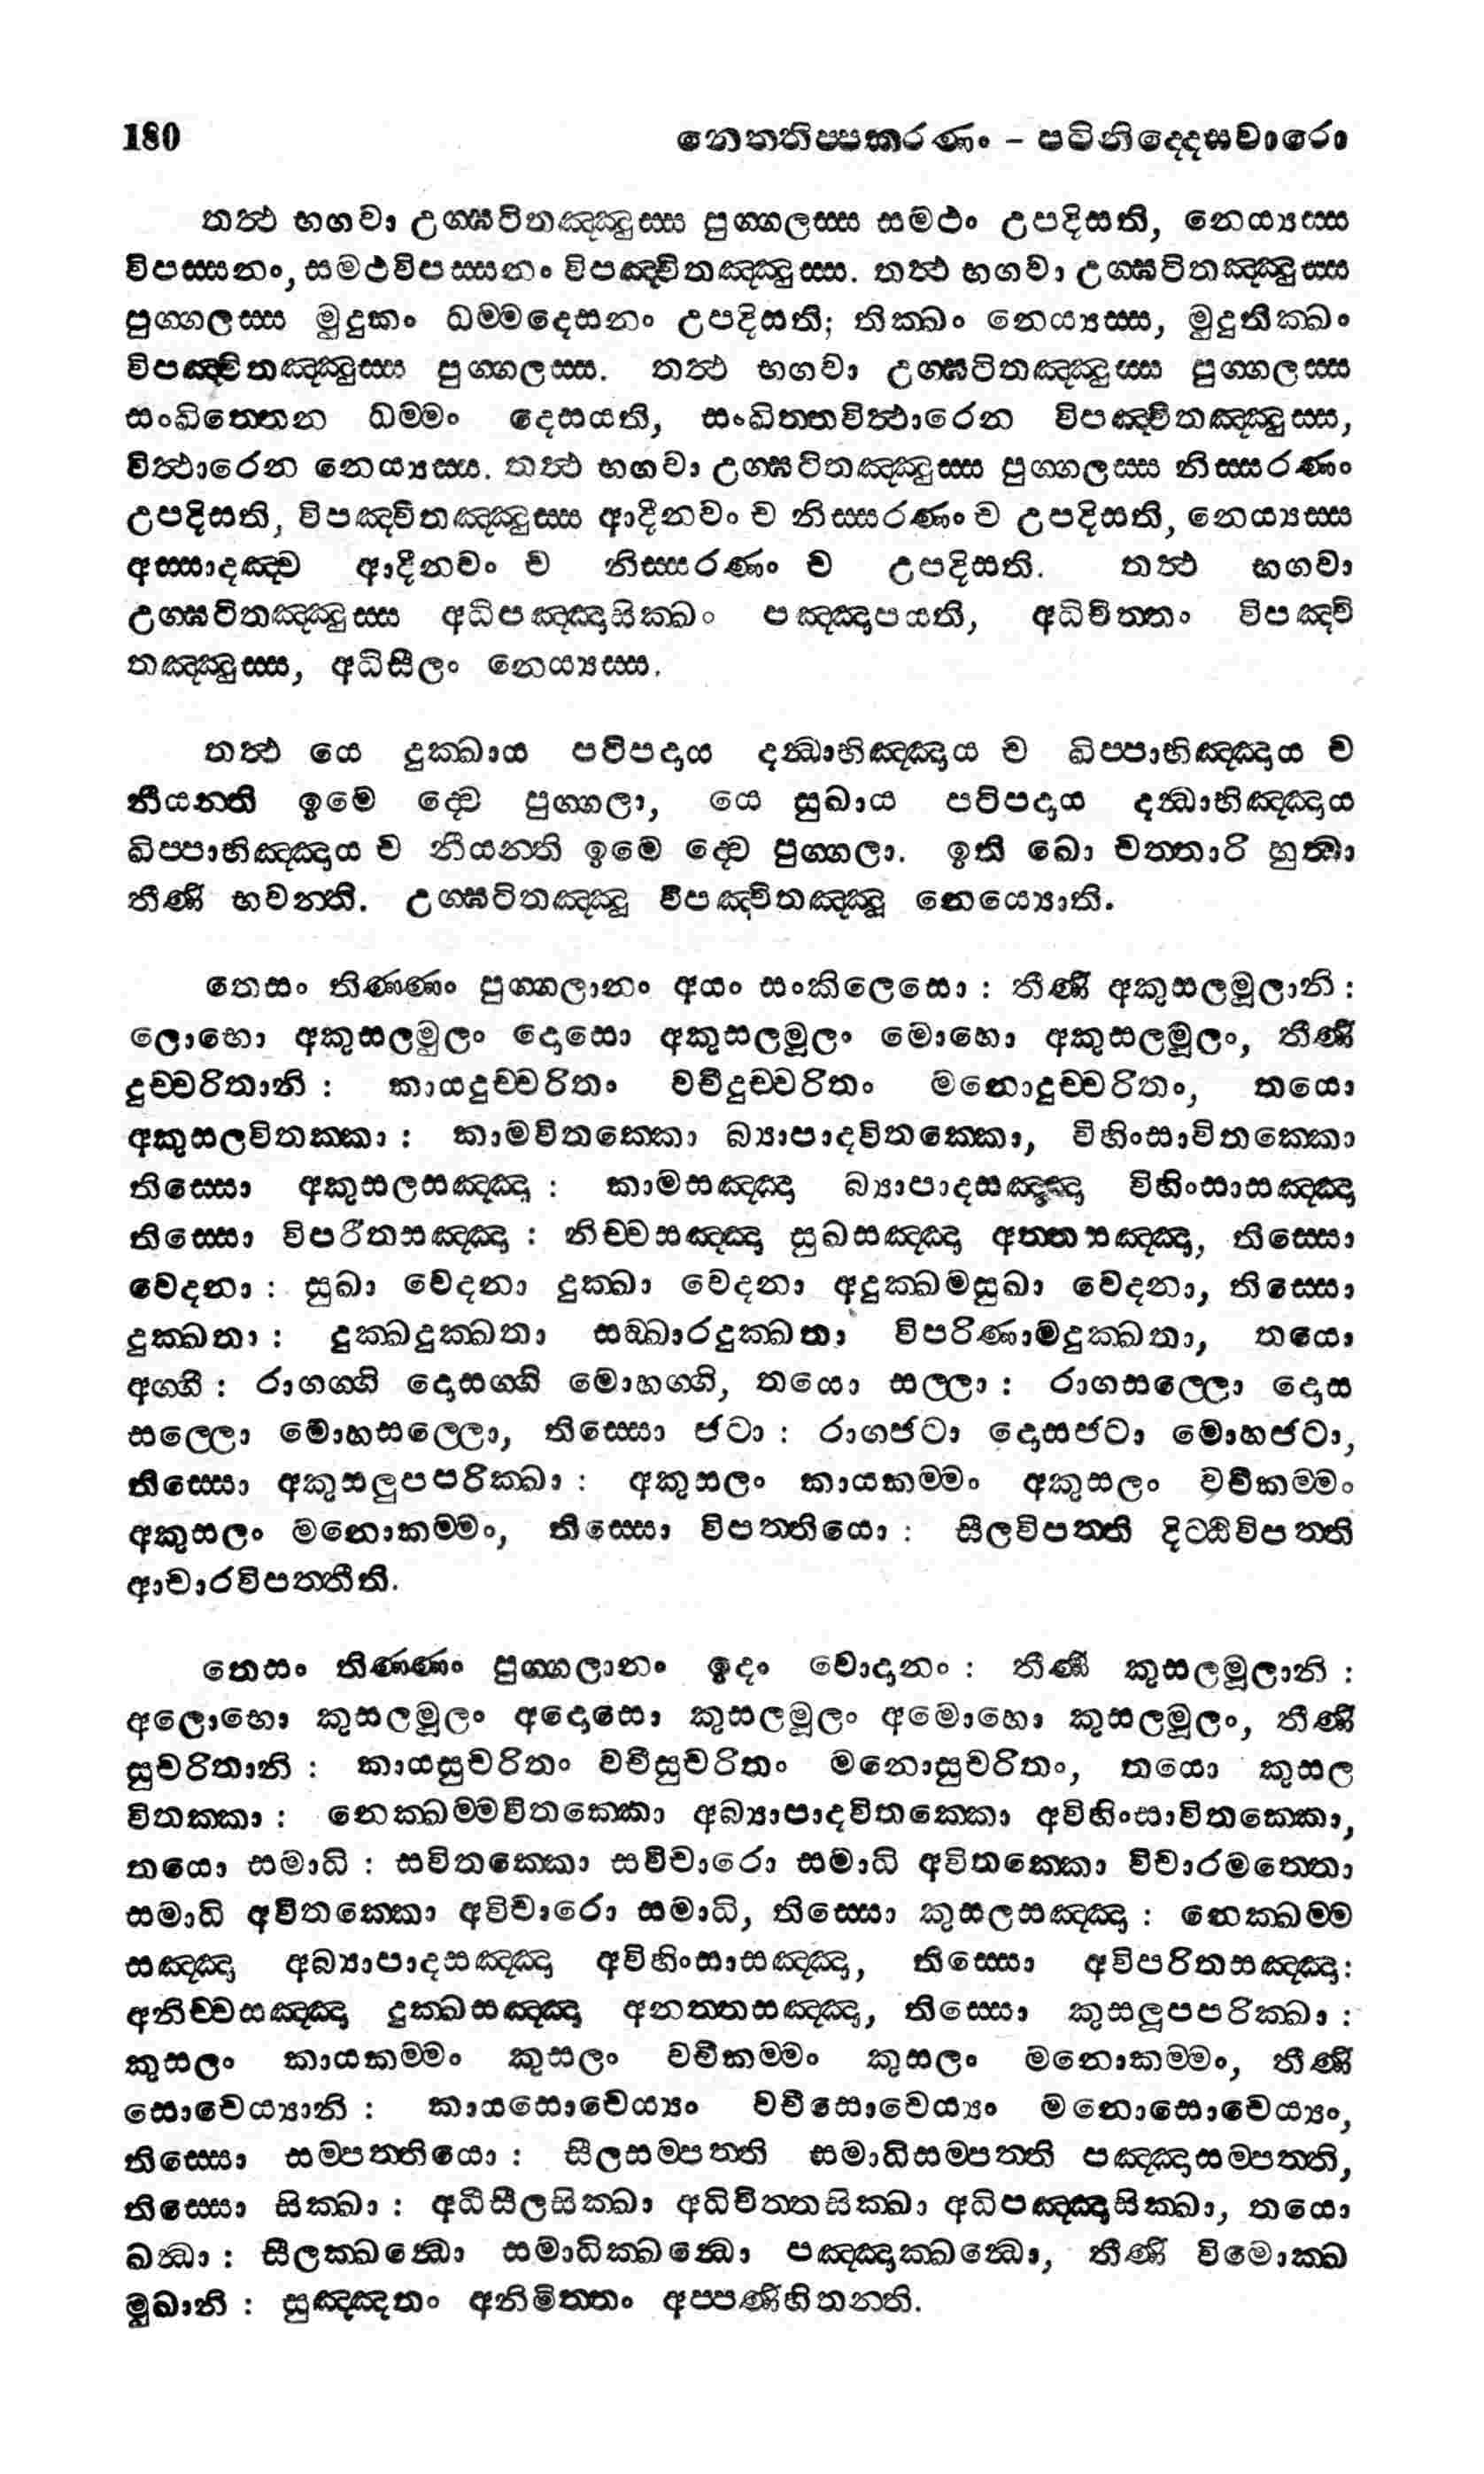 180 නෙත්තිප්පකරණං – පටිනිද්දෙසවාරො
තත්‍ථ භගවා උග්ඝටිතඤ්ඤුස්ස පුග්ගලස්ස සමථං උපදිසති, නෙය්‍යස්ස
විපස්සනං, සමථවිපස්සනං විපඤ්චිතඤ්ඤුස්ස. තත්‍ථ භගවා උග්ඝටිතඤ්ඤුස්ස
පුග්ගලස්ස මුදුකං ධම්මදෙසනං උපදිසති; තික්ඛං නෙය්‍යස්ස, මුදුතික්ඛං
විපඤ්චිතඤ්ඤුස්ස පුග්ගලස්ස. තත්‍ථ භගවා උග්ඝටිතඤ්ඤුස්ස පුග්ගලස්ස
සංඛිත්තෙන ධම්මං දෙසයති, සංඛිත්තවිත්‍ථාරෙන විපඤ්චිතඤ්ඤුස්ස,
විත්‍ථාරෙන නෙය්‍යස්ස. තත්‍ථ භගවා උග්ඝටිතඤ්ඤුස්ස පුග්ගලස්ස නිස්සරණං
උපදිසති, විපඤ්චිතඤ්ඤුස්ස ආදීනවං ච නිස්සරණං ච උපදිසති, නෙය්‍යස්ස
අස්සාදඤ්ච ආදීනවං ච නිස්සරණං ච උපදිසති. තත්‍ථ භගවා
උග්ඝටිතඤ්ඤුස්ස අධිපඤ්ඤාසික්ඛං පඤ්ඤාපයති, අධිචිත්තං විපඤ්චි
තඤ්ඤුස්ස, අධිසීලං නෙය්‍යස්ස.
තත්‍ථ යෙ දුක්ඛාය පටිපදාය දන්‍ධාභිඤ්ඤාය ච ඛිප්පාභිඤ්ඤාය ච
නීයන්ති ඉමෙ ද්‍වෙ පුග්ගලා, යෙ සුඛාය පටිපදාය දන්‍ධාභිඤ්ඤාය
ඛිප්පාභිඤ්ඤාය ච නීයන්ති ඉමෙ ද්‍වෙ පුග්ගලා. ඉති ඛො චත්තාරි හුත්‍වා
තීණි භවන්ති. උග්ඝටිතඤ්ඤූ විපඤ්චිතඤ්ඤූ නෙය්‍යොති.
තෙසං තිණ්ණං පුග්ගලානං අයං සංකිලෙසො : තීණි අකුසලමූලානි :
ලොභො අකුසලමූලං දොසො අකුසලමූලං මොහො අකුසලමූලං, තීණි
දුච්චරිතානි : කායදුච්චරිතං වචීදුච්චරිතං මනොදුච්චරිතං, තයො
අකුසලවිතක්කා : කාමවිතක්කො බ්‍යාපාදවිතක්කො, විහිංසාවිතක්කො
තිස්සො අකුසලසඤ්ඤා : කාමසඤ්ඤා බ්‍යාපාදසඤ්ඤා විහිංසාසඤ්ඤා
තිස්සො විපරීතසඤ්ඤා : නිච්චසඤ්ඤා සුඛසඤ්ඤා අත්තසඤ්ඤා, තිස්සො
වෙදනා : සුඛා වෙදනා දුක්ඛා වෙදනා අදුක්ඛමසුඛා වෙදනා, තිස්සො
දුක්ඛතා : දුක්ඛදුක්ඛතා සඞ්ඛාරදුක්ඛතා විපරිණාමදුක්ඛතා, තයො
අග්ගී : රාගග්ගි දොසග්ගි මොහග්ගි, තයො සල්ලා : රාගසල්ලො දොස
සල්ලො මොහසල්ලො, තිස්සො ජටා : රාගජටා දොසජටා මොහජටා,
තිස්සො අකුසලුපපරික්ඛා : අකුසලං කායකම්මං අකුසලං වචීකම්මං
අකුසලං මනොකම්මං, තිස්සො විපත්තියො : සීලවිපත්ති දිට්ඨිවිපත්ති
ආචාරවිපත්තීති.
තෙසං තිණ්ණං පුග්ගලානං ඉදං වොදානං : තීණි කුසලමූලානි :
අලොභො කුසලමූලං අදොසො කුසලමූලං අමොහො කුසලමූලං, තීණි
සුචරිතානි : කායසුචරිතං වචීසුචරිතං මනොසුචරිතං, තයො කුසල
විතක්කා : නෙක්ඛම්මවිතක්කො අබ්‍යාපාදවිතක්කො අවිහිංසාවිතක්කො,
තයො සමාධි : සවිතක්කො සවිචාරො සමාධි අවිතක්කො විචාරමත්තො
සමාධි අවිතක්කො අවිචාරො සමාධි, තිස්සො කුසලසඤ්ඤා : නෙක්ඛම්ම
සඤ්ඤා අබ්‍යාපාදසඤ්ඤා අවිහිංසාසඤ්ඤා, තිස්සො අවිපරිතසඤ්ඤා:
අනිච්චසඤ්ඤා දුක්ඛසඤ්ඤා අනත්තසඤ්ඤා, තිස්සො කුසලූපපරික්ඛා :
කුසලං කායකම්මං කුසලං වචීකම්මං කුසලං මනොකම්මං, තීණි
සොචෙය්‍යානි : කායසොචෙය්‍යං වචීසොචෙය්‍යං මනොසොචෙය්‍යං,
තිස්සො සම්පත්තියො : සීලසම්පත්ති සමාධිසම්පත්ති පඤ්ඤාසම්පත්ති,
තිස්සො සික්ඛා : අධිසීලසික්ඛා අධිචිත්තසික්ඛා අධිපඤ්ඤාසික්ඛා, තයො
ඛන්‍ධා : සීලක්ඛන්‍ධො සමාධික්ඛන්‍ධො පඤ්ඤාක්ඛන්‍ධො, තීණි විමොක්ඛ
මුඛානි : සුඤ්ඤතං අනිමිත්තං අප්පණිහිතන්ති.